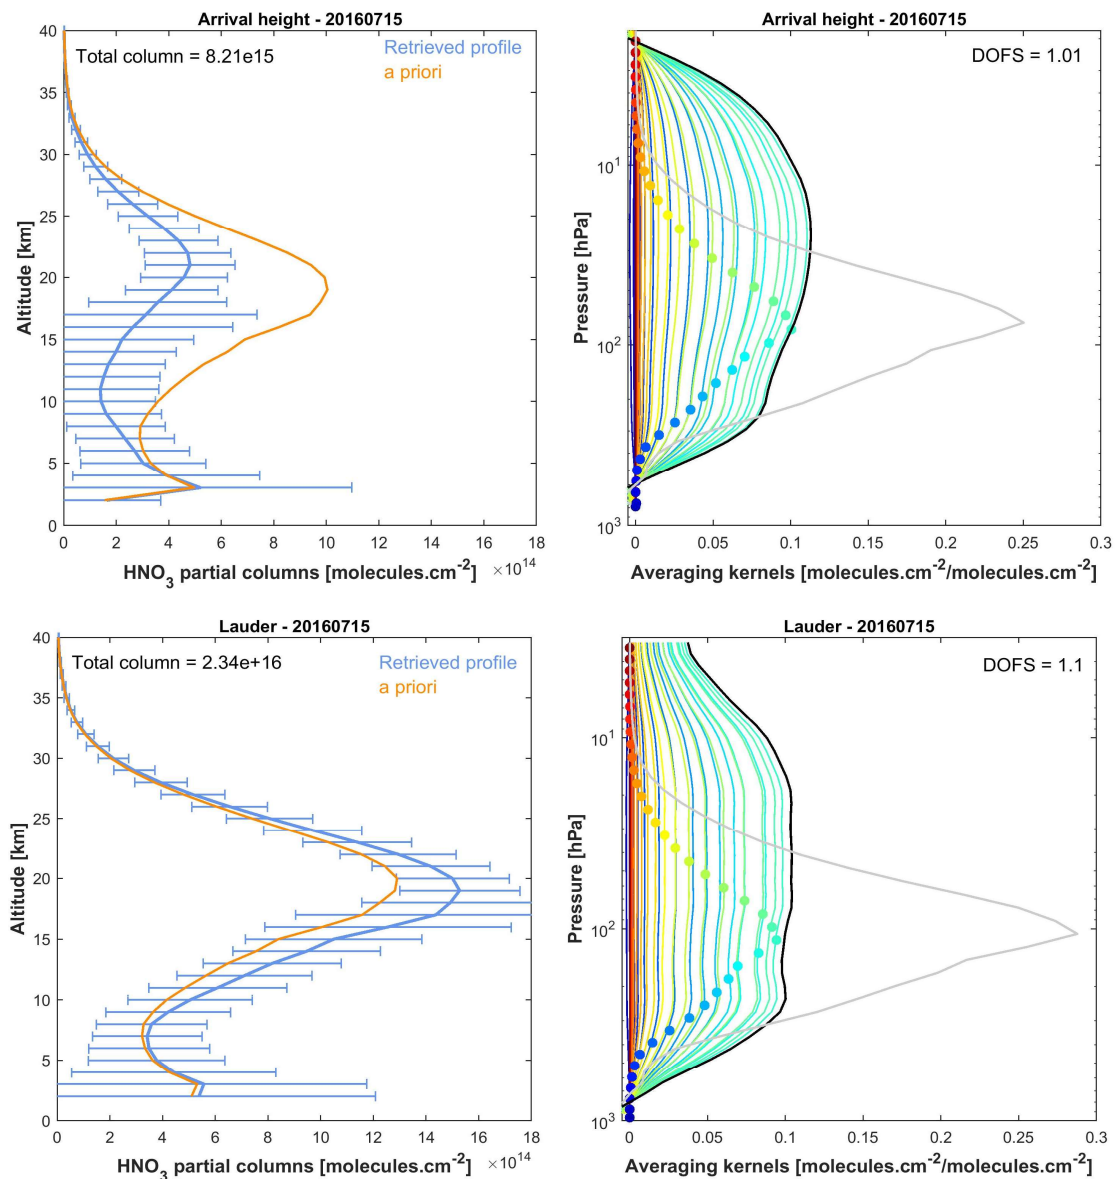 Arrival height - 20160715
Total column = 8.21e15
Retrieved profile
a priori
Altitude [km]
40
35
30
25
20
15
10
5
0
0 2 4 6 8 10 12 14 16 18
HNO3 partial columns [molecules.cm-2] ×10^14
Arrival height - 20160715
DOFS = 1.01
Pressure [hPa]
10^1
10^2
10^3
0 0.05 0.1 0.15 0.2 0.25 0.3
Averaging kernels [molecules.cm-2/molecules.cm-2]
Lauder - 20160715
Total column = 2.34e+16
Retrieved profile
a priori
Altitude [km]
40
35
30
25
20
15
10
5
0
0 2 4 6 8 10 12 14 16 18
HNO3 partial columns [molecules.cm-2] ×10^14
Lauder - 20160715
DOFS = 1.1
Pressure [hPa]
10^1
10^2
10^3
0 0.05 0.1 0.15 0.2 0.25 0.3
Averaging kernels [molecules.cm-2/molecules.cm-2]